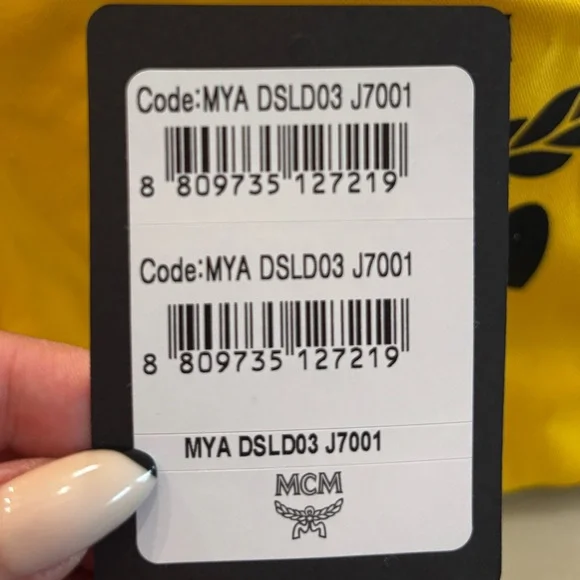 Code:MYA DSLD03 J7001
8 809735 127219
Code:MYA DSLD03 J7001
8 809735 127219
MYA DSLD03 J7001
MCM